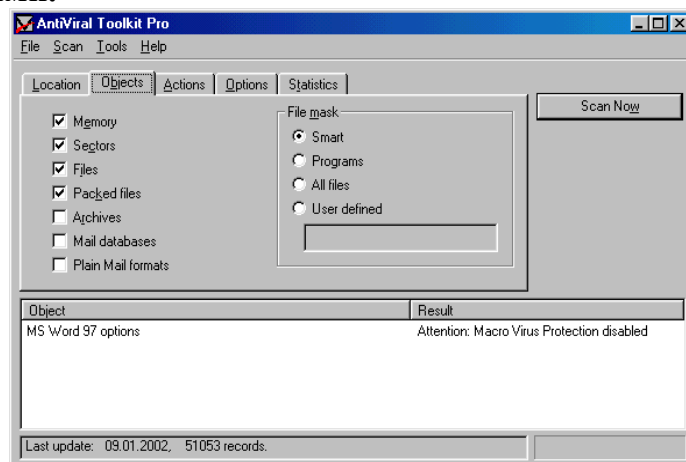 AntiViral Toolkit Pro
File Scan Tools Help
Location Objects Actions Options Statistics
Scan Now
Memory
Sectors
Files
Packed files
Archives
Mail databases
Plain Mail formats
File mask
Smart
Programs
All files
User defined
Object Result
MS Word 97 options Attention: Macro Virus Protection disabled
Last update: 09.01.2002, 51053 records.